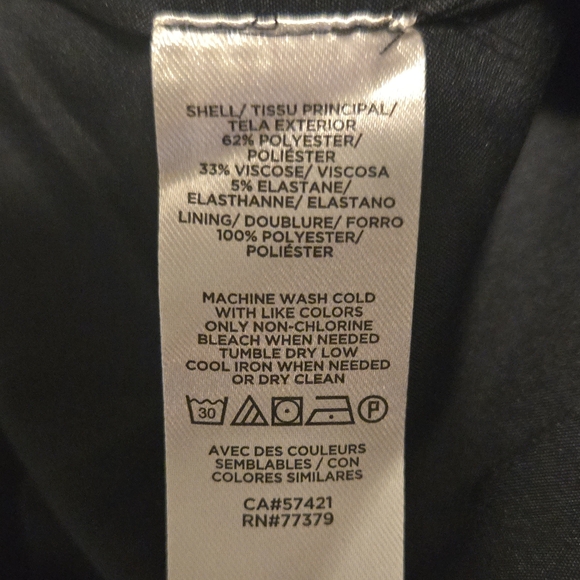 SHELL/ TISSU PRINCIPAL/
TELA EXTERIOR
62% POLYESTER/
POLIÉSTER
33% VISCOSE/ VISCOSA
5% ELASTANE/
ELASTHANNE/ ELASTANO
LINING/ DOUBLURE/ FORRO
100% POLYESTER/
POLIÉSTER
MACHINE WASH COLD
WITH LIKE COLORS
ONLY NON-CHLORINE
BLEACH WHEN NEEDED
TUMBLE DRY LOW
COOL IRON WHEN NEEDED
OR DRY CLEAN
30 P
AVEC DES COULEURS
SEMBLABLES / CON
COLORES SIMILARES
CA#57421
RN#77379